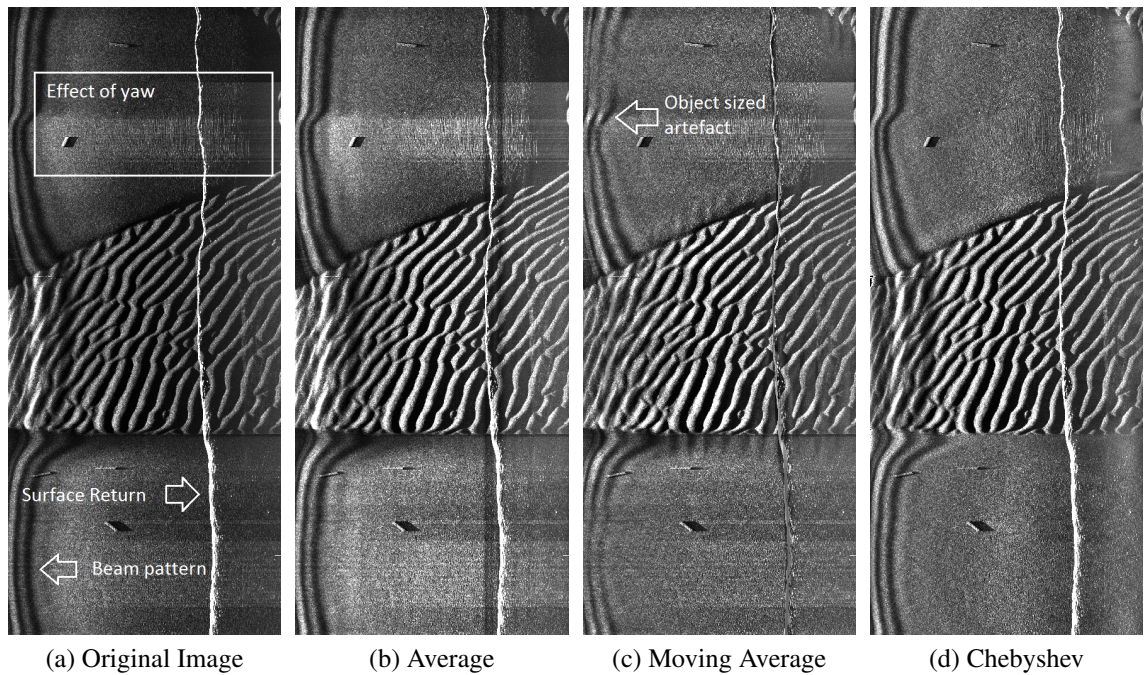 Effect of yaw
Object sized
artefact
Surface Return
Beam pattern
(a) Original Image
(b) Average
(c) Moving Average
(d) Chebyshev